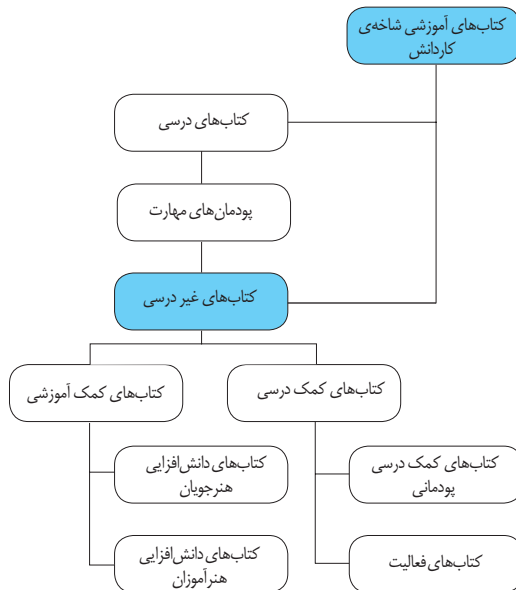 کتاب‌های آموزشی شاخه‌ی
کاردانش
کتاب‌های درسی
پودمان‌های مهارت
کتاب‌های غیر درسی
کتاب‌های کمک درسی
کتاب‌های کمک آموزشی
کتاب‌های کمک درسی
پودمانی
کتاب‌های دانش‌افزایی
هنرجویان
کتاب‌های فعالیت
کتاب‌های دانش‌افزایی
هنرآموزان